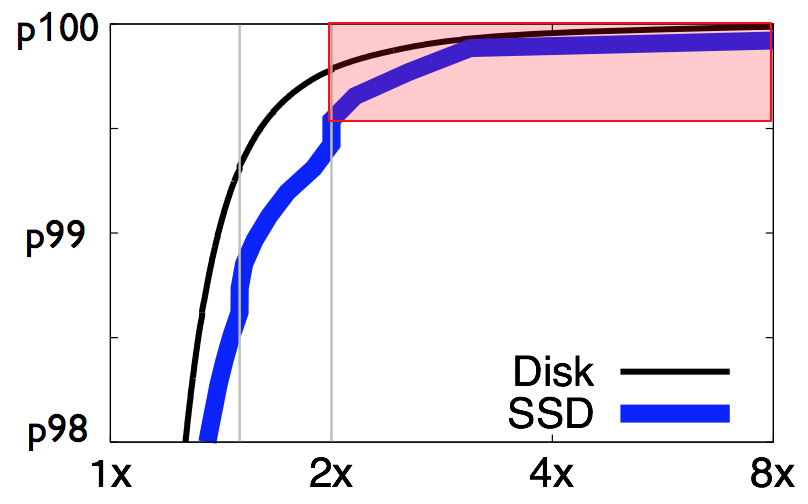 p100
p99
p98
Disk
SSD
1x 2x 4x 8x